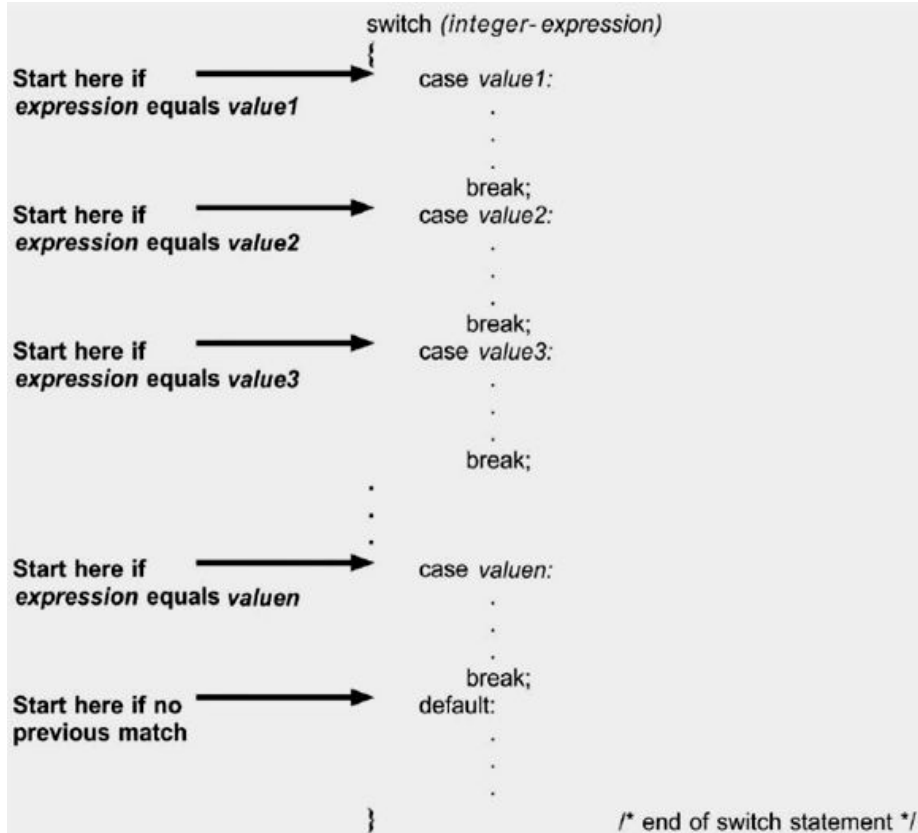 switch (integer-expression)
{
Start here if
expression equals value1
case value1:
.
.
.
break;
Start here if
expression equals value2
case value2:
.
.
.
break;
Start here if
expression equals value3
case value3:
.
.
.
break;
.
.
.
Start here if
expression equals valuen
case valuen:
.
.
.
break;
Start here if no
previous match
default:
.
.
.
} /* end of switch statement */